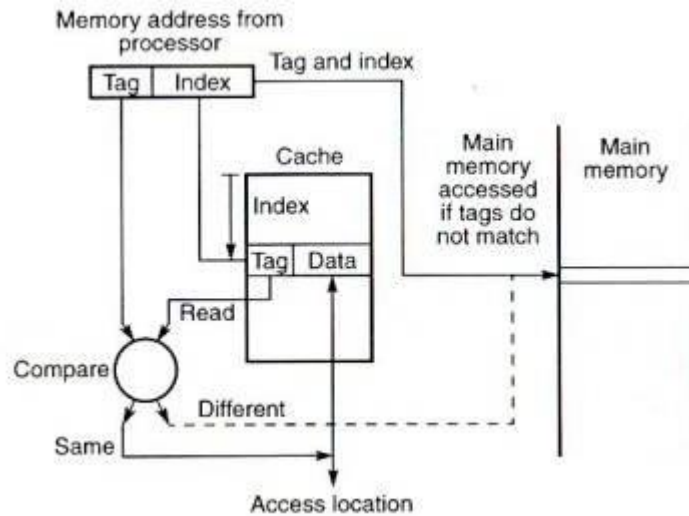 Memory address from
processor
Tag and index
Tag Index
Cache
Main
memory
accessed
if tags do
not match
Main
memory
Index
Tag Data
Read
Compare
Different
Same
Access location